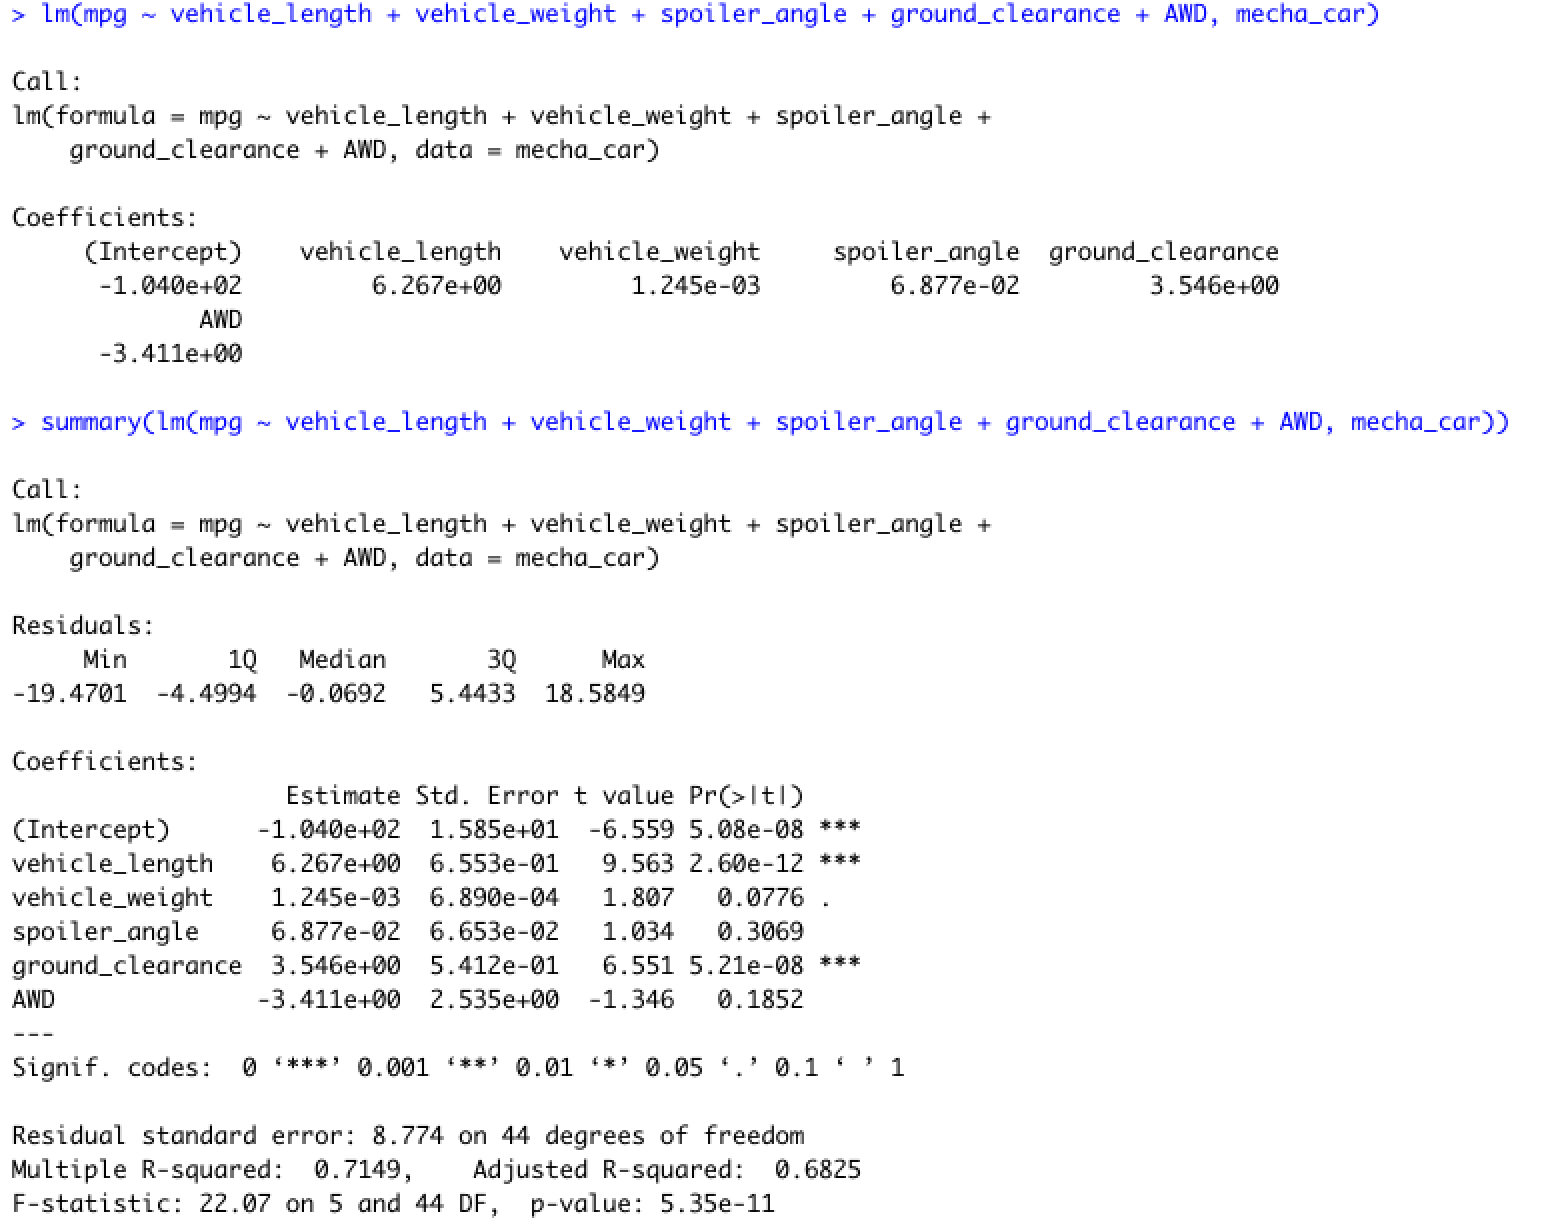 > lm(mpg ~ vehicle_length + vehicle_weight + spoiler_angle + ground_clearance + AWD, mecha_car)
Call:
lm(formula = mpg ~ vehicle_length + vehicle_weight + spoiler_angle +
    ground_clearance + AWD, data = mecha_car)
Coefficients:
     (Intercept)    vehicle_length    vehicle_weight     spoiler_angle  ground_clearance
      -1.040e+02         6.267e+00         1.245e-03         6.877e-02         3.546e+00
             AWD
      -3.411e+00
> summary(lm(mpg ~ vehicle_length + vehicle_weight + spoiler_angle + ground_clearance + AWD, mecha_car))
Call:
lm(formula = mpg ~ vehicle_length + vehicle_weight + spoiler_angle +
    ground_clearance + AWD, data = mecha_car)
Residuals:
     Min       1Q   Median       3Q      Max
-19.4701  -4.4994  -0.0692   5.4433  18.5849
Coefficients:
                   Estimate Std. Error t value Pr(>|t|)
(Intercept)      -1.040e+02  1.585e+01  -6.559 5.08e-08 ***
vehicle_length    6.267e+00  6.553e-01   9.563 2.60e-12 ***
vehicle_weight    1.245e-03  6.890e-04   1.807   0.0776 .
spoiler_angle     6.877e-02  6.653e-02   1.034   0.3069
ground_clearance  3.546e+00  5.412e-01   6.551 5.21e-08 ***
AWD              -3.411e+00  2.535e+00  -1.346   0.1852
---
Signif. codes:  0 ‘***’ 0.001 ‘**’ 0.01 ‘*’ 0.05 ‘.’ 0.1 ‘ ’ 1
Residual standard error: 8.774 on 44 degrees of freedom
Multiple R-squared:  0.7149,    Adjusted R-squared:  0.6825
F-statistic: 22.07 on 5 and 44 DF,  p-value: 5.35e-11